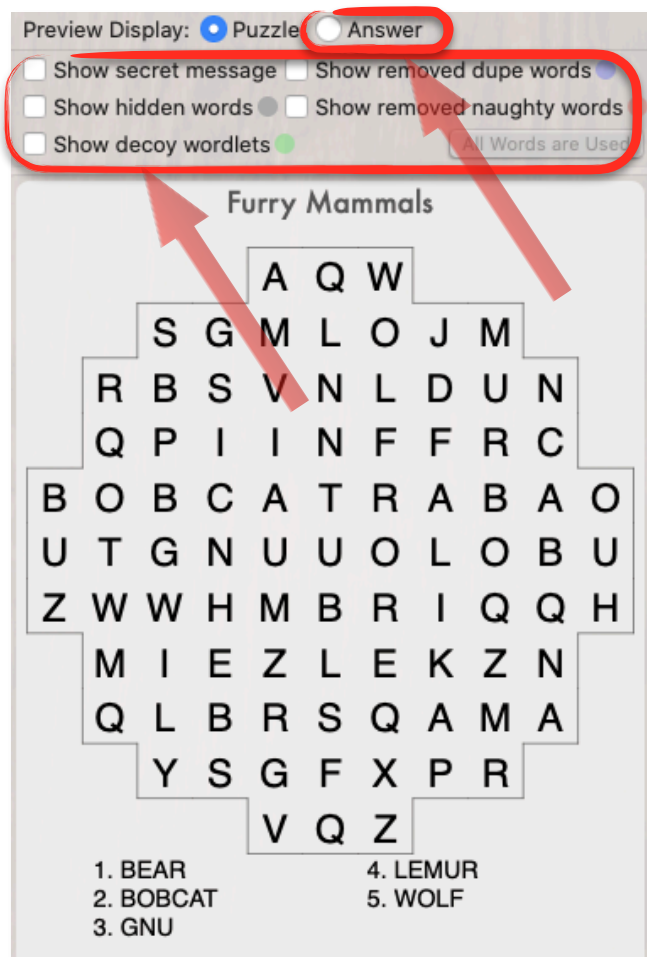 Preview Display: Puzzle Answer
Show secret message Show removed dupe words
Show hidden words Show removed naughty words
Show decoy wordlets All Words are Used
Furry Mammals
A Q W
S G M L O J M
R B S V N L D U N
Q P I I N F F R C
B O B C A T R A B A O
U T G N U U O L O B U
Z W W H M B R I Q Q H
M I E Z L E K Z N
Q L B R S Q A M A
Y S G F X P R
V Q Z
1. BEAR 4. LEMUR
2. BOBCAT 5. WOLF
3. GNU